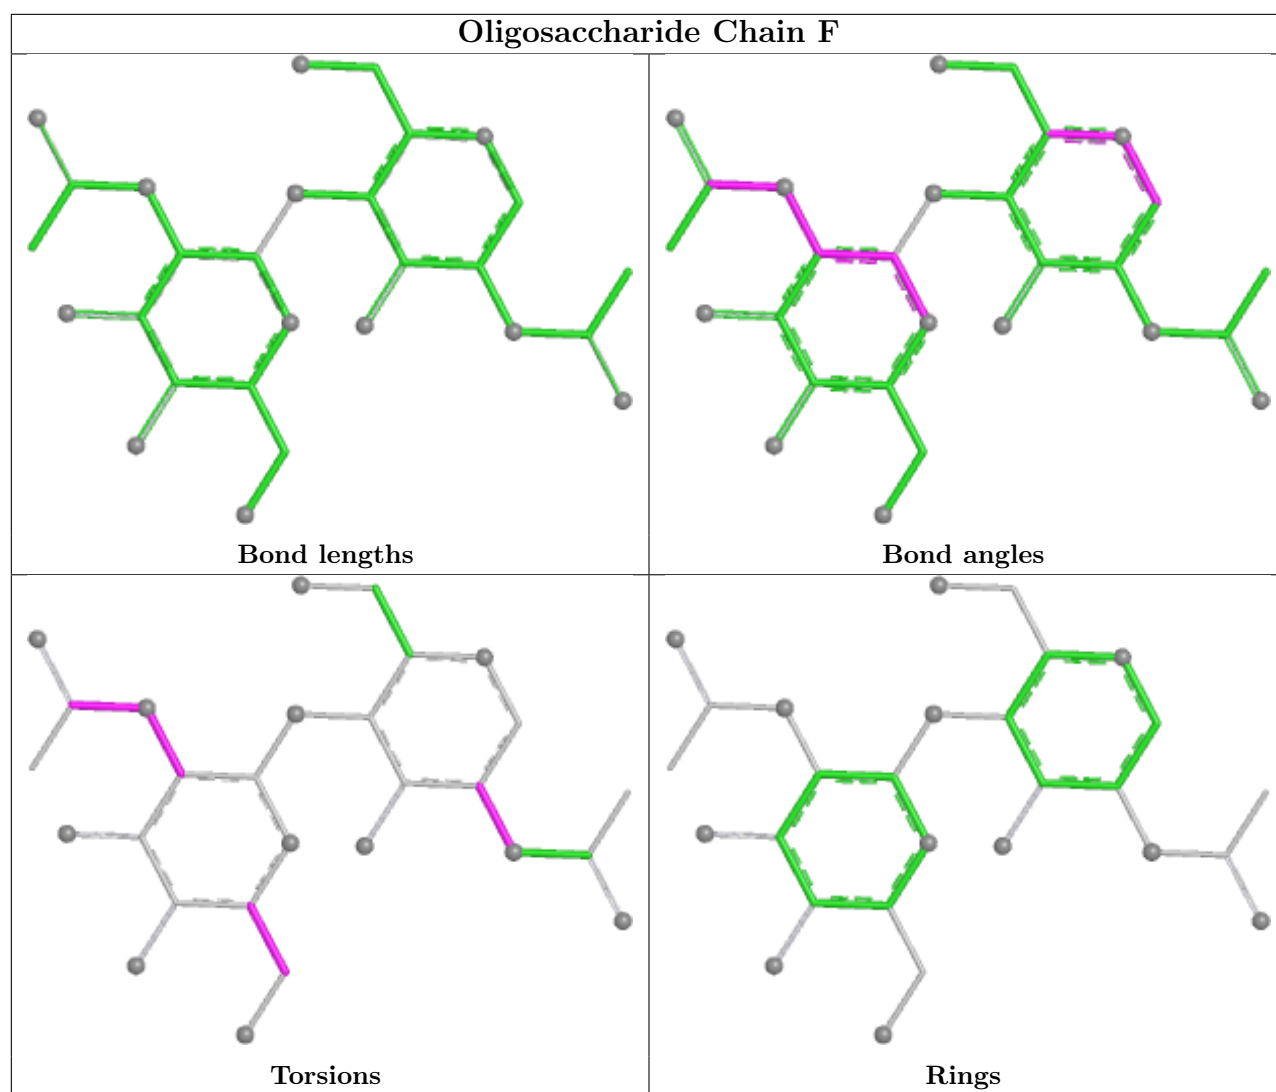 Oligosaccharide Chain F
Bond lengths
Bond angles
Torsions
Rings